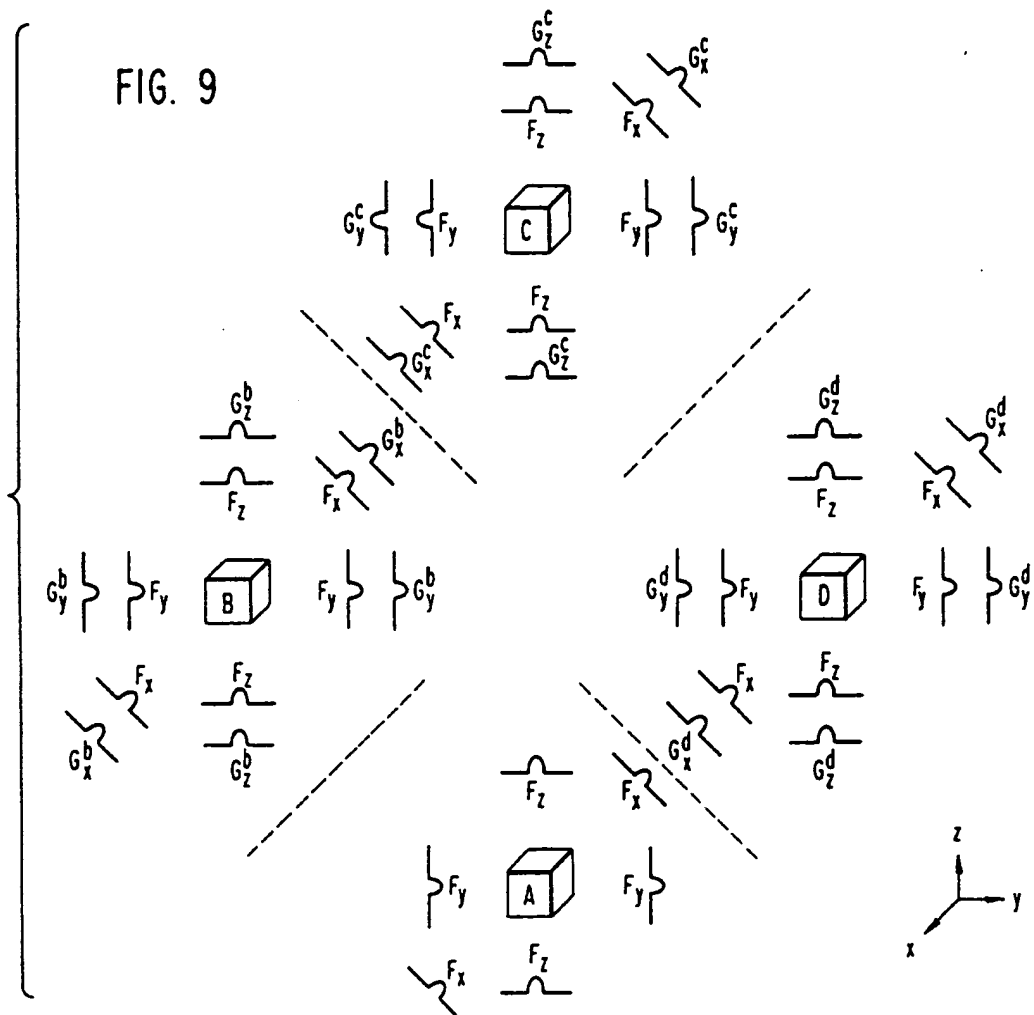 FIG. 9
G_z^c
G_x^c
F_z
F_x
G_y^c F_y C F_y G_y^c
F_x F_z
G_x^c G_z^c
G_z^b
G_x^b
F_z F_x
G_z^d
G_x^d
F_z F_x
G_y^b F_y B F_y G_y^b
G_y^d F_y D F_y G_y^d
F_x F_z
G_x^b G_z^b
F_x F_z
G_x^d G_z^d
F_z F_x
F_y A F_y
F_x F_z
z
y
x